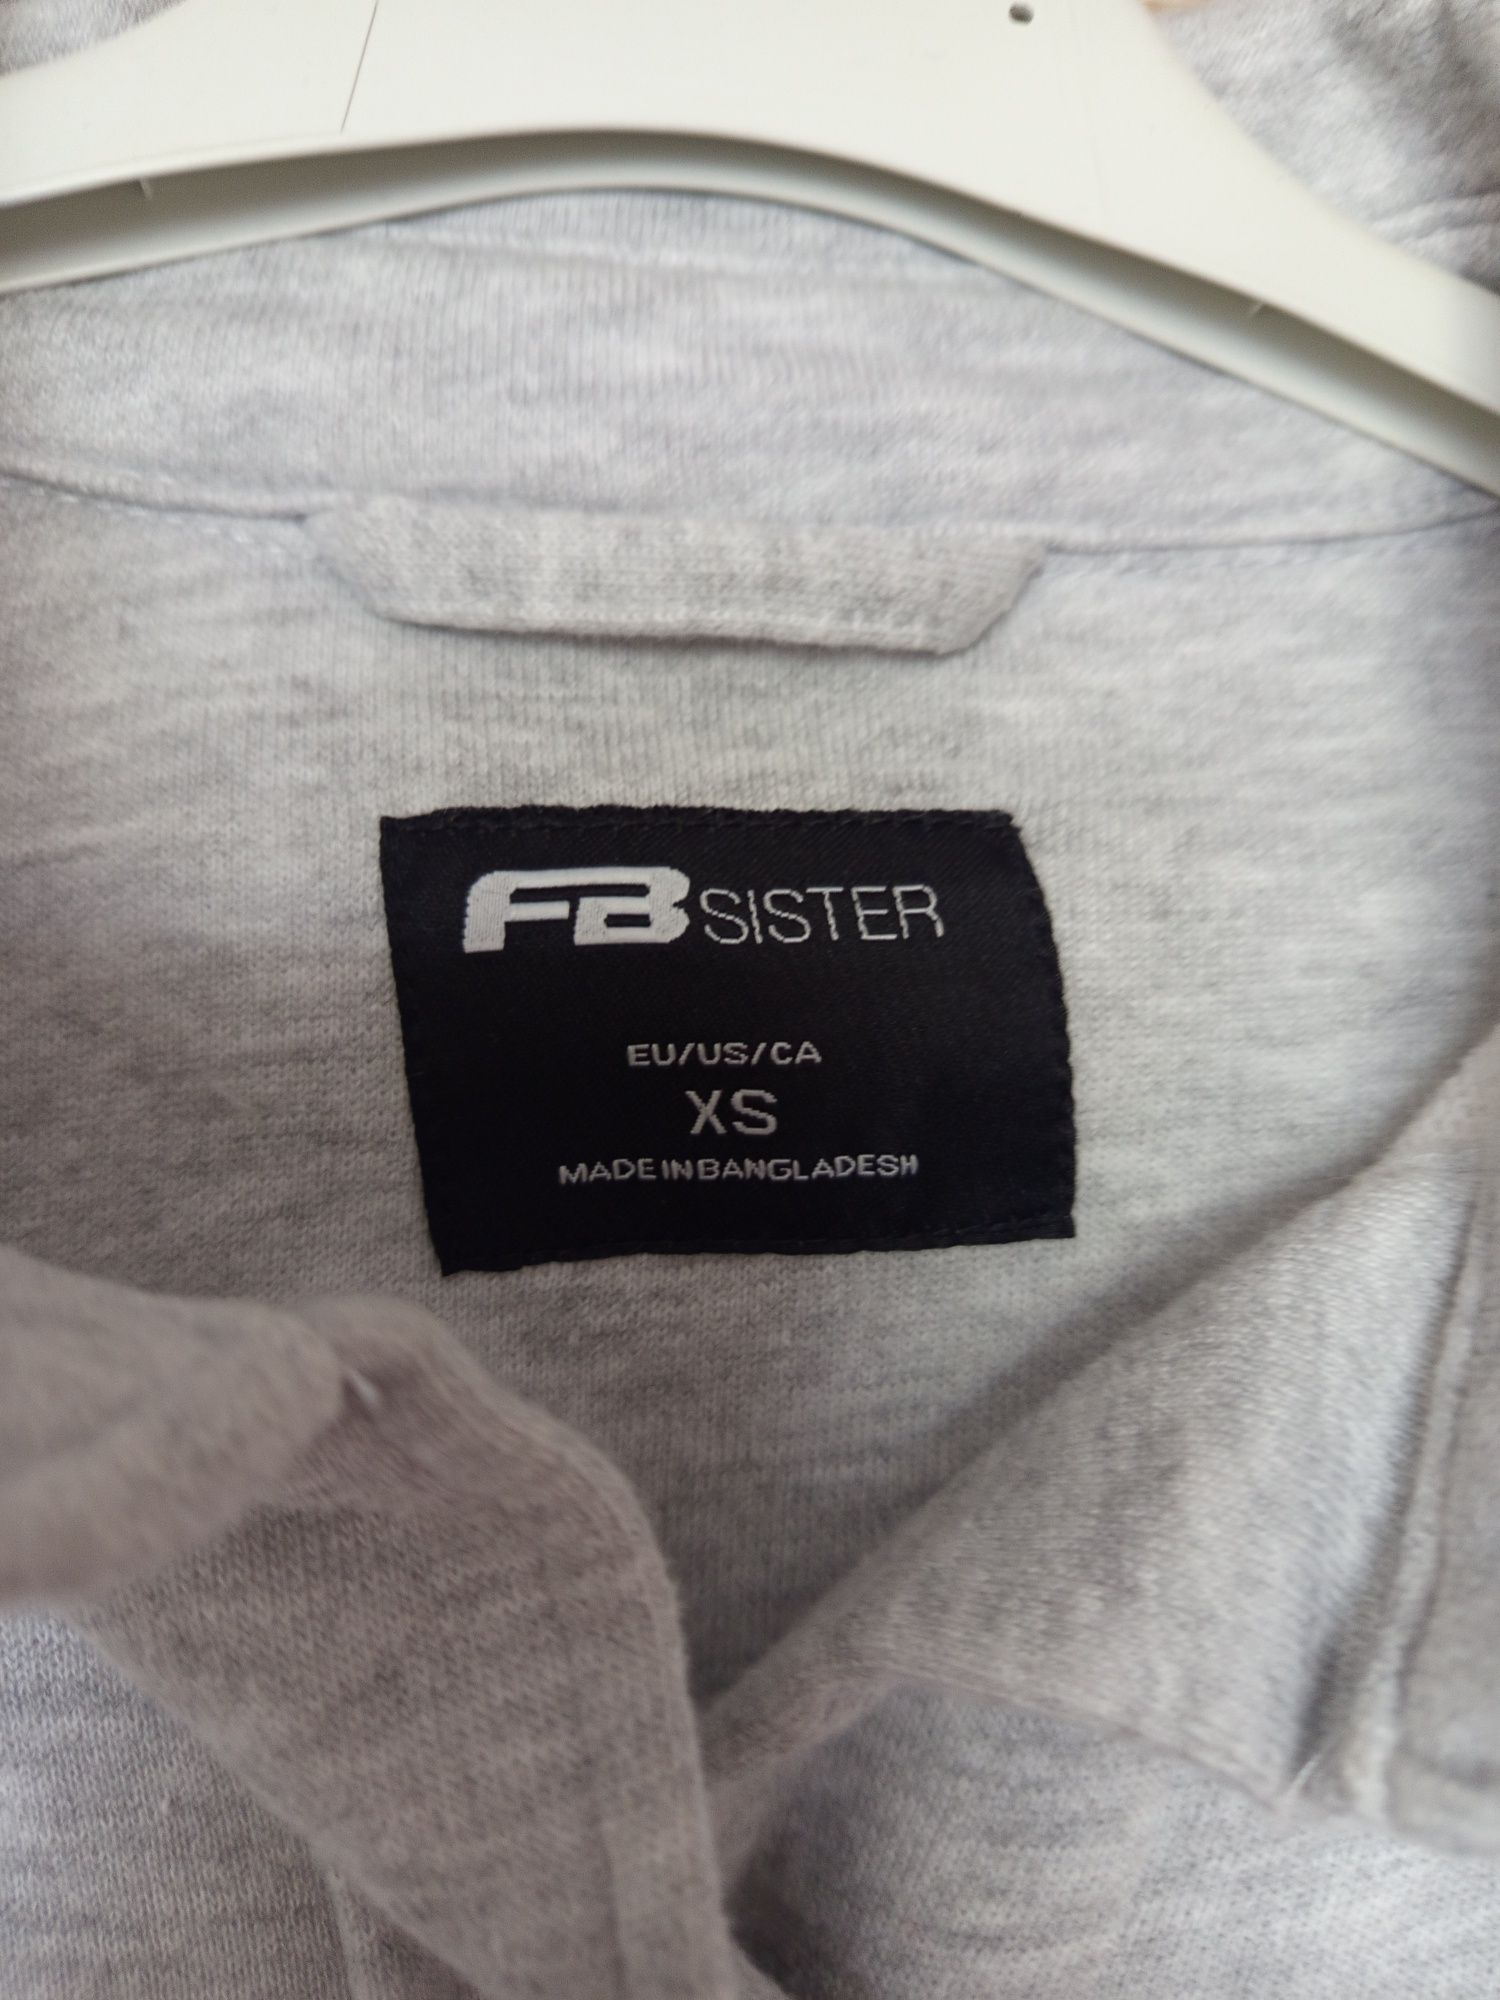 FB SISTER
EU/US/CA
XS
MADE IN BANGLADESH